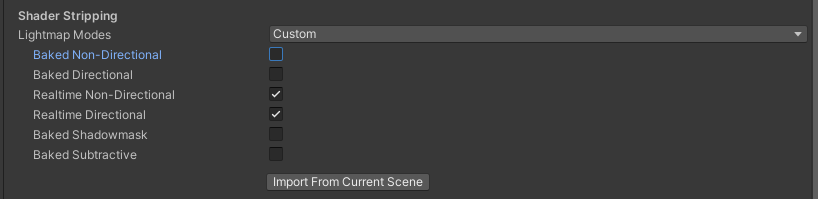 Shader Stripping
Lightmap Modes Custom
Baked Non-Directional
Baked Directional
Realtime Non-Directional
Realtime Directional
Baked Shadowmask
Baked Subtractive
Import From Current Scene